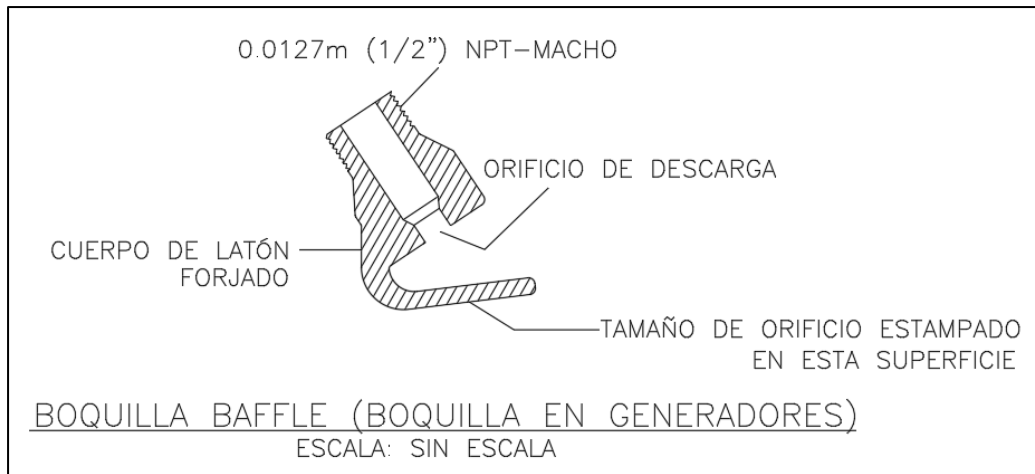 0.0127m (1/2") NPT-MACHO
ORIFICIO DE DESCARGA
CUERPO DE LATÓN
FORJADO
TAMAÑO DE ORIFICIO ESTAMPADO
EN ESTA SUPERFICIE
BOQUILLA BAFFLE (BOQUILLA EN GENERADORES)
ESCALA: SIN ESCALA